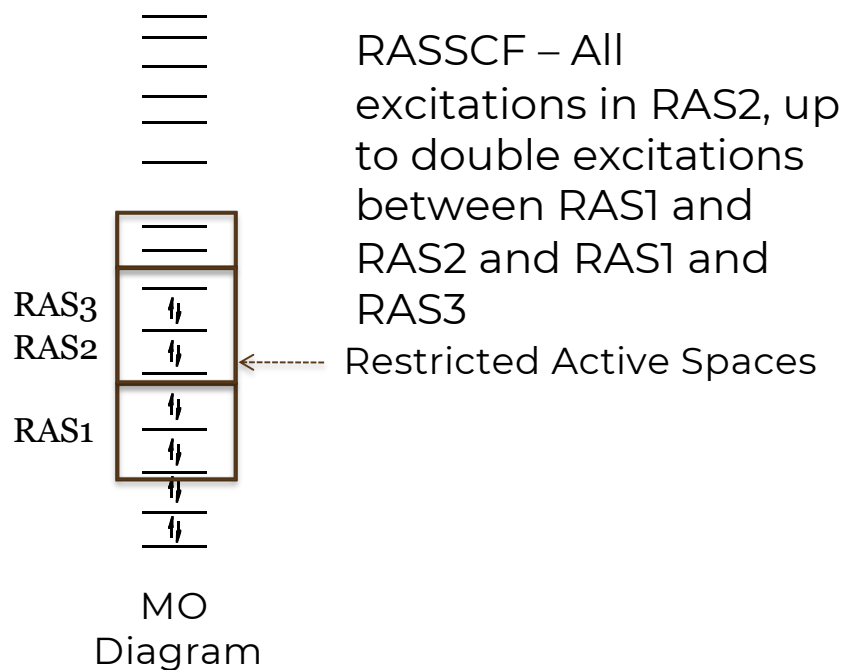 RASSCF – All
excitations in RAS2, up
to double excitations
between RAS1 and
RAS2 and RAS1 and
RAS3
RAS3
RAS2
Restricted Active Spaces
RAS1
MO
Diagram